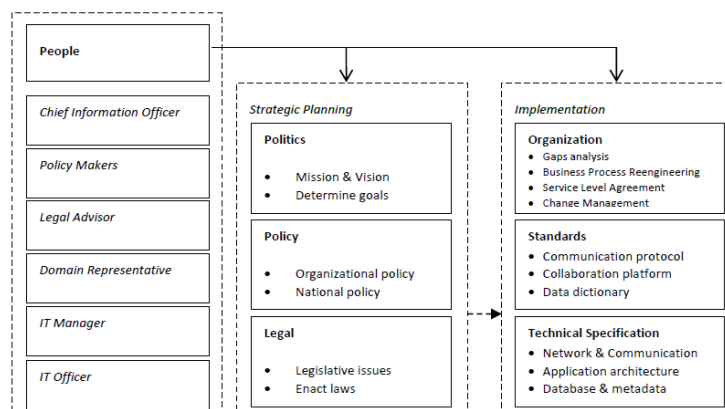 People
Chief Information Officer
Policy Makers
Legal Advisor
Domain Representative
IT Manager
IT Officer
Strategic Planning
Politics
• Mission & Vision
• Determine goals
Policy
• Organizational policy
• National policy
Legal
• Legislative issues
• Enact laws
Implementation
Organization
• Gaps analysis
• Business Process Reengineering
• Service Level Agreement
• Change Management
Standards
• Communication protocol
• Collaboration platform
• Data dictionary
Technical Specification
• Network & Communication
• Application architecture
• Database & metadata